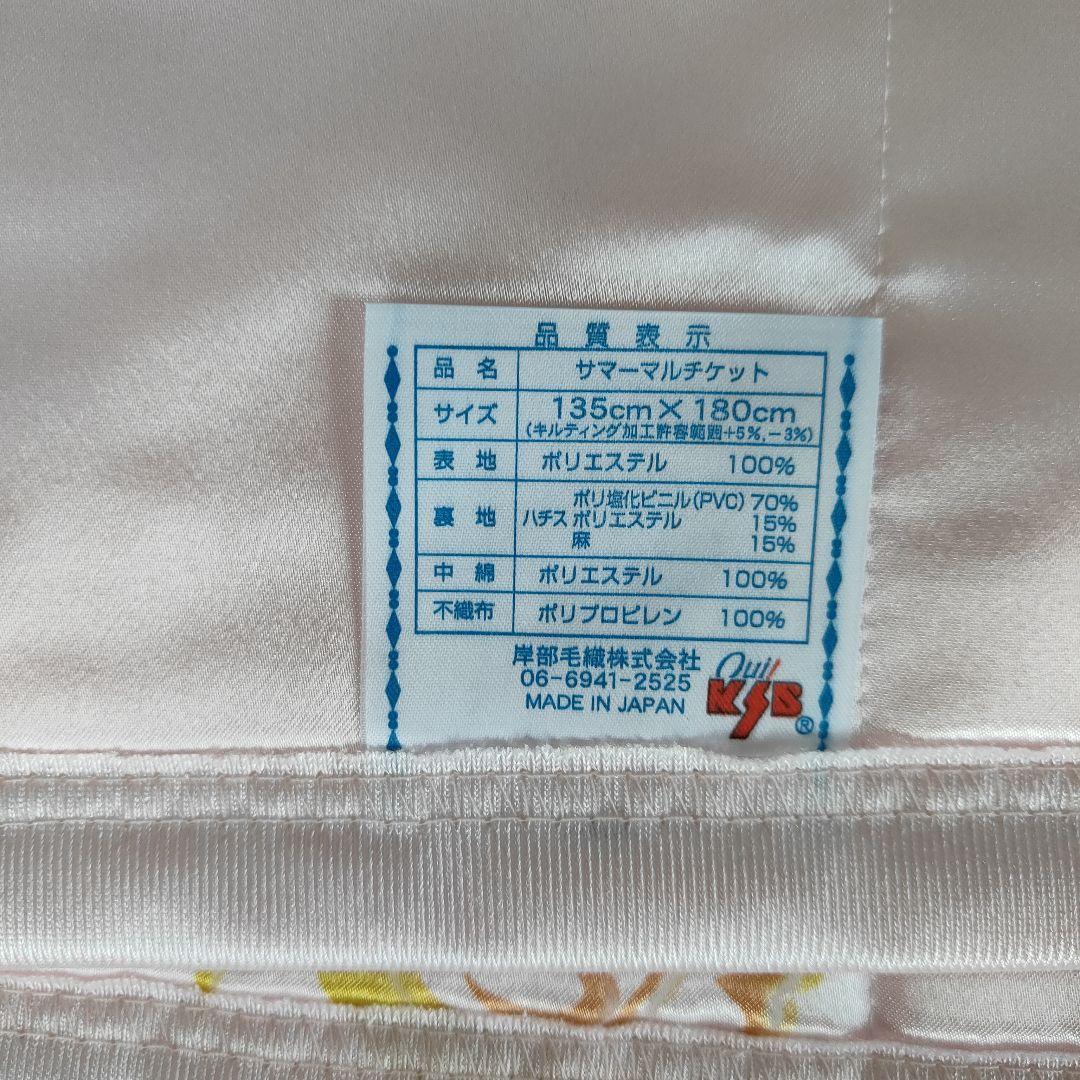 品質表示
品名 サマーマルチケット
サイズ 135cm×180cm
(キルティング加工許容範囲+5%,-3%)
表地 ポリエステル 100%
裏地 ハチス ポリ塩化ビニル(PVC) 70%
ポリエステル 15%
麻 15%
中綿 ポリエステル 100%
不織布 ポリプロピレン 100%
岸部毛織株式会社
06-6941-2525
MADE IN JAPAN
Quil
KSB®